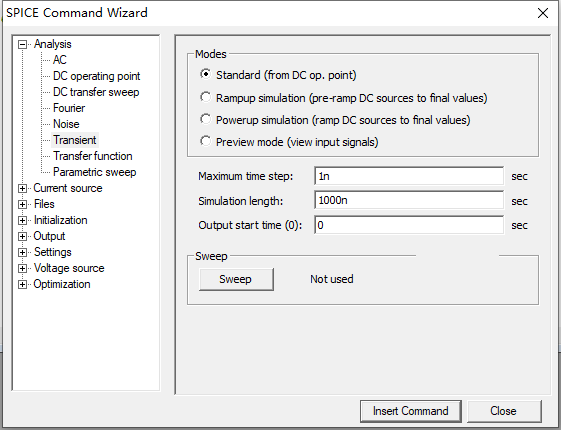 SPICE Command Wizard
Analysis
AC
DC operating point
DC transfer sweep
Fourier
Noise
Transient
Transfer function
Parametric sweep
Current source
Files
Initialization
Output
Settings
Voltage source
Optimization
Modes
Standard (from DC op. point)
Rampup simulation (pre-ramp DC sources to final values)
Powerup simulation (ramp DC sources to final values)
Preview mode (view input signals)
Maximum time step: 1n sec
Simulation length: 1000n sec
Output start time (0): 0 sec
Sweep
Sweep Not used
Insert Command Close